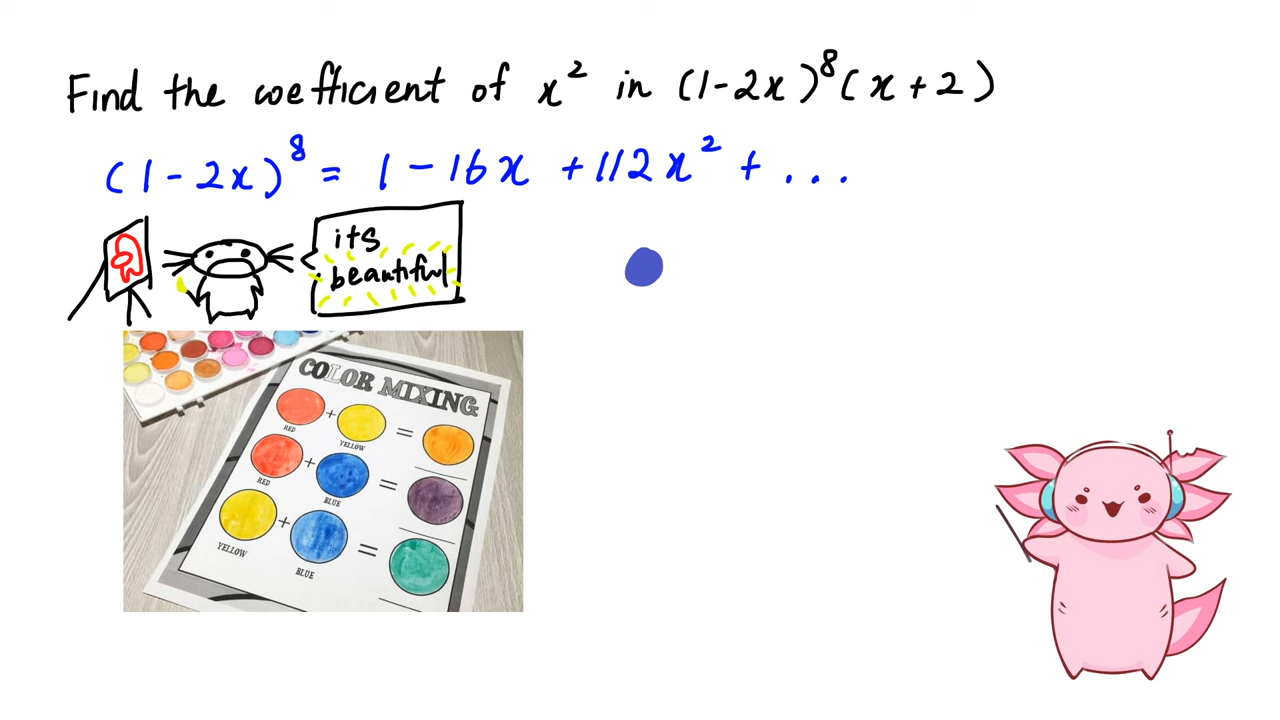 Find the coefficient of x² in (1-2x)⁸(x+2)
(1-2x)⁸ = 1 - 16x + 112x² + ...
its
beautiful
COLOR MIXING
RED + YELLOW =
RED + BLUE =
YELLOW + BLUE =